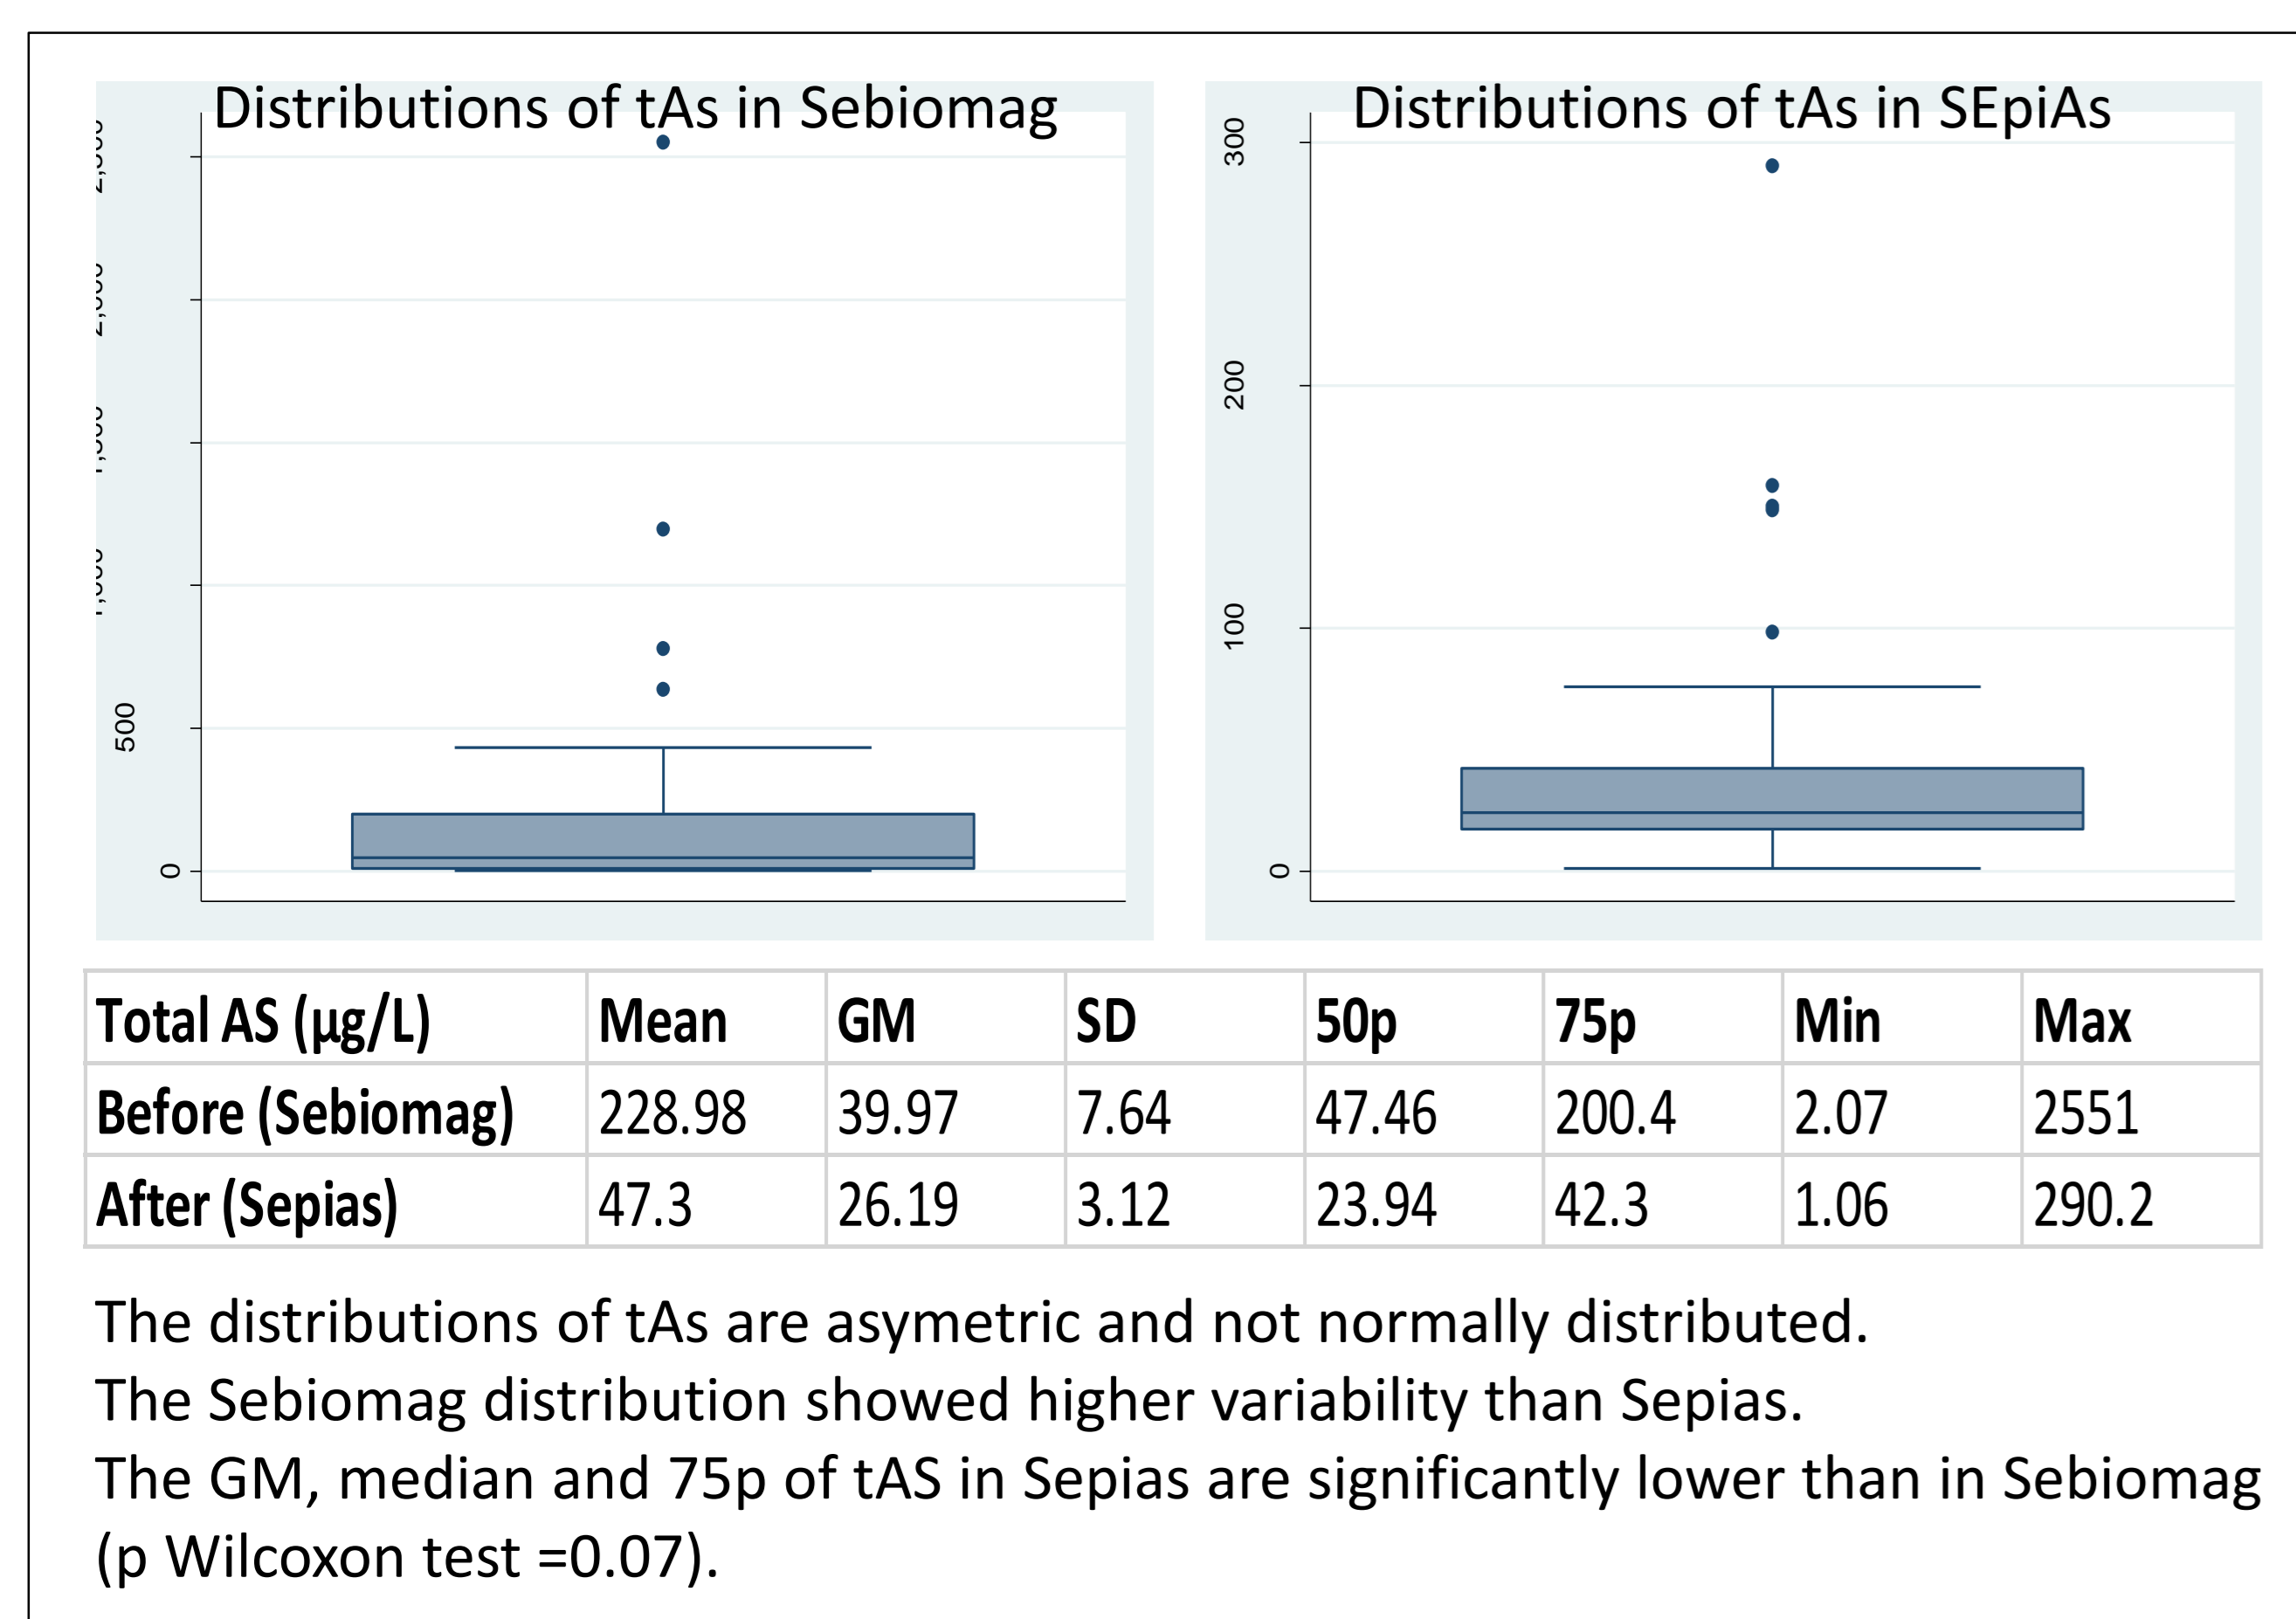 Distributions of tAs in Sebiomag
500
0
Distributions of tAs in SEpiAs
300
200
100
0
Total AS (µg/L) Mean GM SD 50p 75p Min Max
Before (Sebiomag) 228.98 39.97 7.64 47.46 200.4 2.07 2551
After (Sepias) 47.3 26.19 3.12 23.94 42.3 1.06 290.2
The distributions of tAs are asymmetric and not normally distributed.
The Sebiomag distribution showed higher variability than Sepias.
The GM, median and 75p of tAS in Sepias are significantly lower than in Sebiomag
(p Wilcoxon test =0.07).